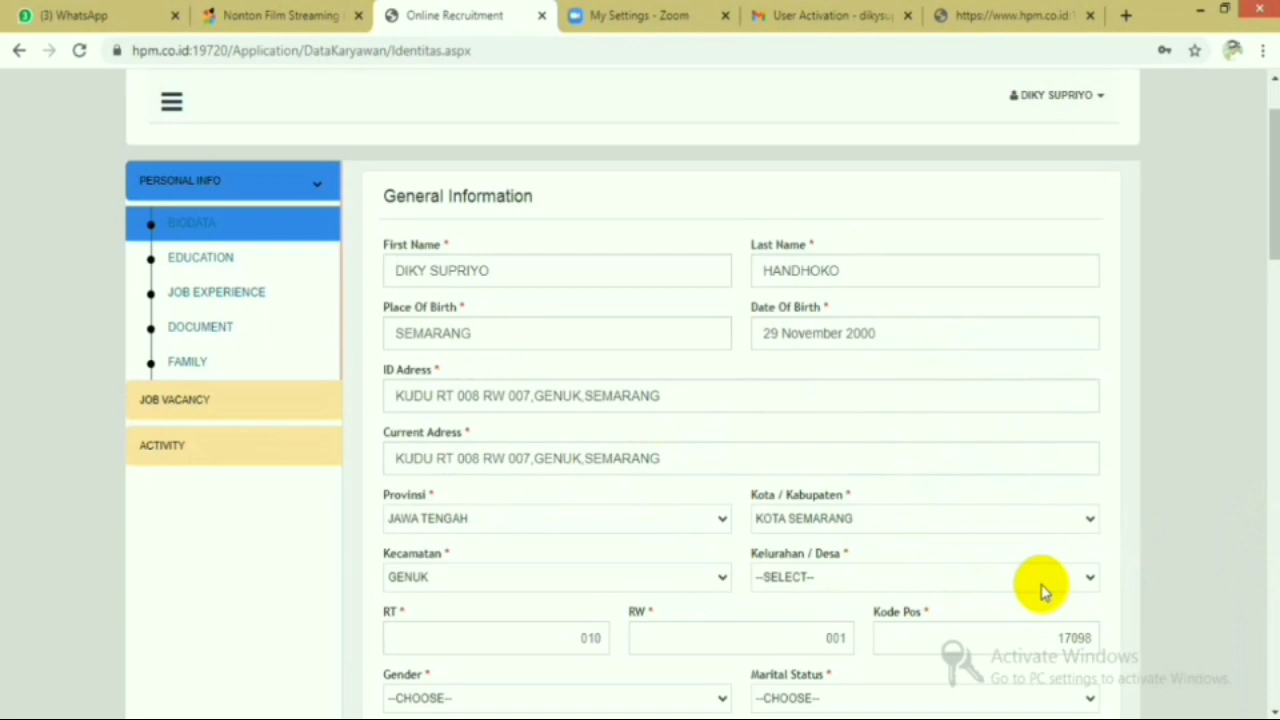 (3) WhatsApp
Nonton Film Streaming
Online Recruitment
My Settings - Zoom
User Activation - dikysu
https://www.hpm.co.id:1
hpm.co.id:19720/Application/DataKaryawan/Identitas.aspx
DIKY SUPRIYO
PERSONAL INFO
BIODATA
EDUCATION
JOB EXPERIENCE
DOCUMENT
FAMILY
JOB VACANCY
ACTIVITY
General Information
First Name * Last Name *
DIKY SUPRIYO HANDHOKO
Place Of Birth * Date Of Birth *
SEMARANG 29 November 2000
ID Adress *
KUDU RT 008 RW 007,GENUK,SEMARANG
Current Adress *
KUDU RT 008 RW 007,GENUK,SEMARANG
Provinsi * Kota / Kabupaten *
JAWA TENGAH KOTA SEMARANG
Kecamatan * Kelurahan / Desa *
GENUK --SELECT--
RT * RW * Kode Pos *
010 001 17098
Gender * Marital Status *
--CHOOSE-- --CHOOSE--
Activate Windows
Go to PC settings to activate Windows.